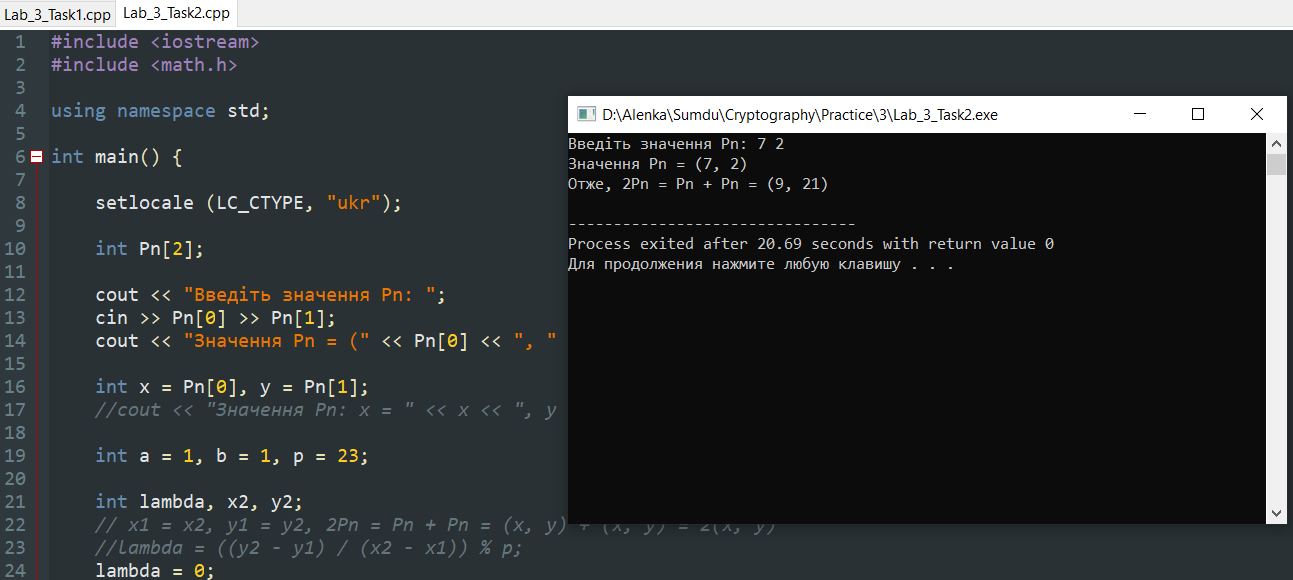 Lab_3_Task1.cpp Lab_3_Task2.cpp
1 #include <iostream>
2 #include <math.h>
3
4 using namespace std;
5
6 int main() {
7
8 setlocale (LC_CTYPE, "ukr");
9
10 int Pn[2];
11
12 cout << "Введіть значення Pn: ";
13 cin >> Pn[0] >> Pn[1];
14 cout << "Значення Pn = (" << Pn[0] << ", "
15
16 int x = Pn[0], y = Pn[1];
17 //cout << "Значення Pn: x = " << x << ", y
18
19 int a = 1, b = 1, p = 23;
20
21 int lambda, x2, y2;
22 // x1 = x2, y1 = y2, 2Pn = Pn + Pn = (x, y) + (x, y) = 2(x, y)
23 //lambda = ((y2 - y1) / (x2 - x1)) % p;
24 lambda = 0;
D:\Alenka\Sumdu\Cryptography\Practice\3\Lab_3_Task2.exe
Введіть значення Pn: 7 2
Значення Pn = (7, 2)
Отже, 2Pn = Pn + Pn = (9, 21)
--------------------------------
Process exited after 20.69 seconds with return value 0
Для продолжения нажмите любую клавишу . . .